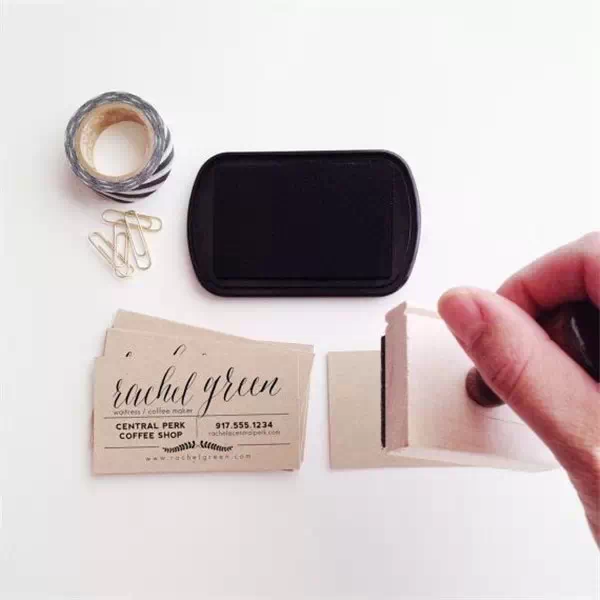 rachel green
waitress / coffee maker
CENTRAL PERK
COFFEE SHOP
917.555.1234
rachel@centralperk.com
www.rachelgreen.com